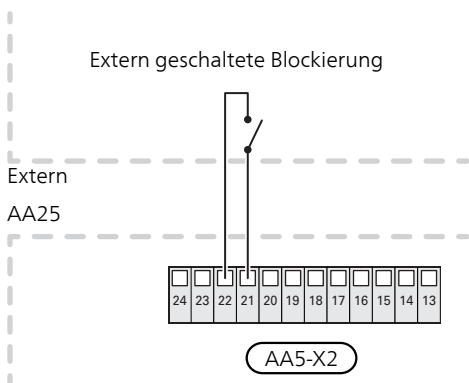 Extern geschaltete Blockierung
Extern
AA25
24 23 22 21 20 19 18 17 16 15 14 13
AA5-X2